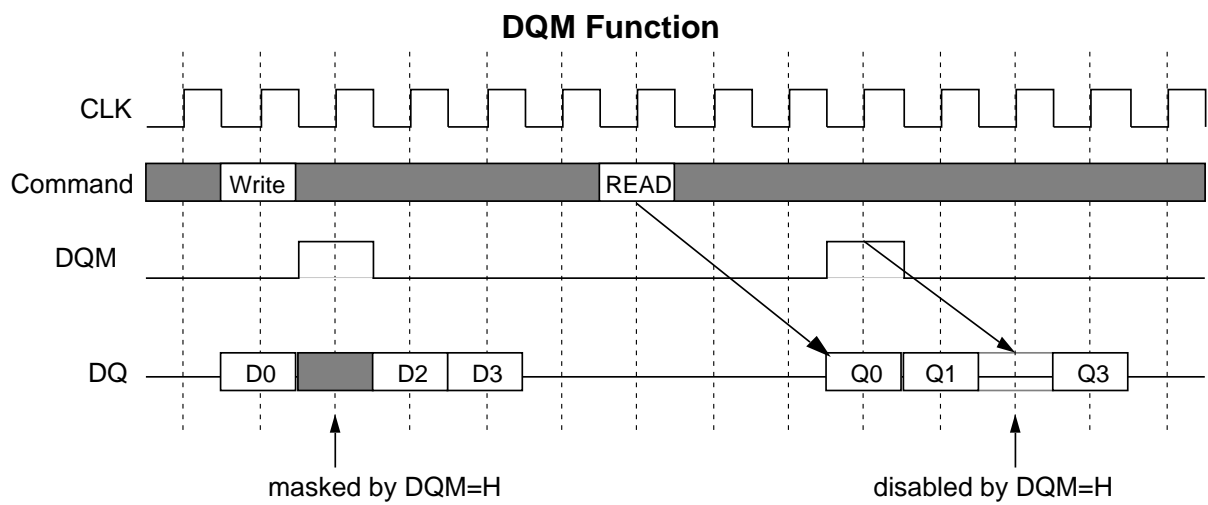 DQM Function
CLK
Command
Write
READ
DQM
DQ
D0
D2
D3
Q0
Q1
Q3
masked by DQM=H
disabled by DQM=H